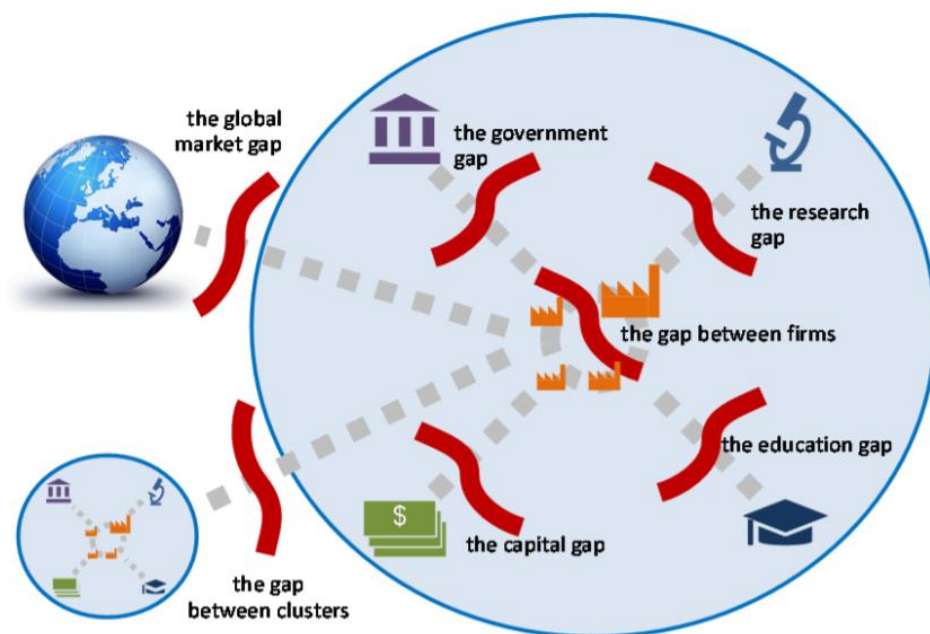 the global
market gap
the government
gap
the research
gap
the gap between firms
the education gap
$
the capital gap
the gap
between clusters